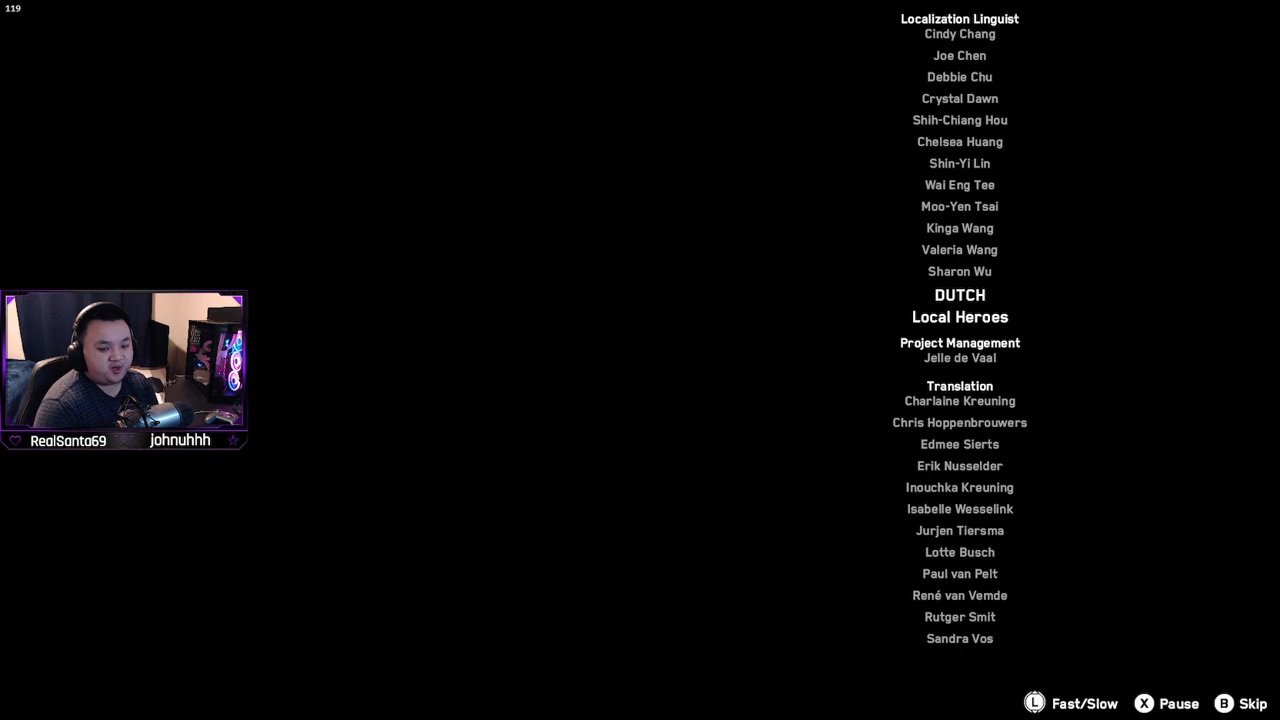 119
Localization Linguist
Cindy Chang
Joe Chen
Debbie Chu
Crystal Dawn
Shih-Chiang Hou
Chelsea Huang
Shin-Yi Lin
Wai Eng Tee
Moo-Yen Tsai
Kinga Wang
Valeria Wang
Sharon Wu
DUTCH
Local Heroes
Project Management
Jelle de Vaal
Translation
Charlaine Kreuning
Chris Hoppenbrouwers
Edmee Sierts
Erik Nusselder
Inouchka Kreuning
Isabelle Wesselink
Jurjen Tiersma
Lotte Busch
Paul van Pelt
René van Vemde
Rutger Smit
Sandra Vos
RealSanta69 johnuhhh
L Fast/Slow X Pause B Skip